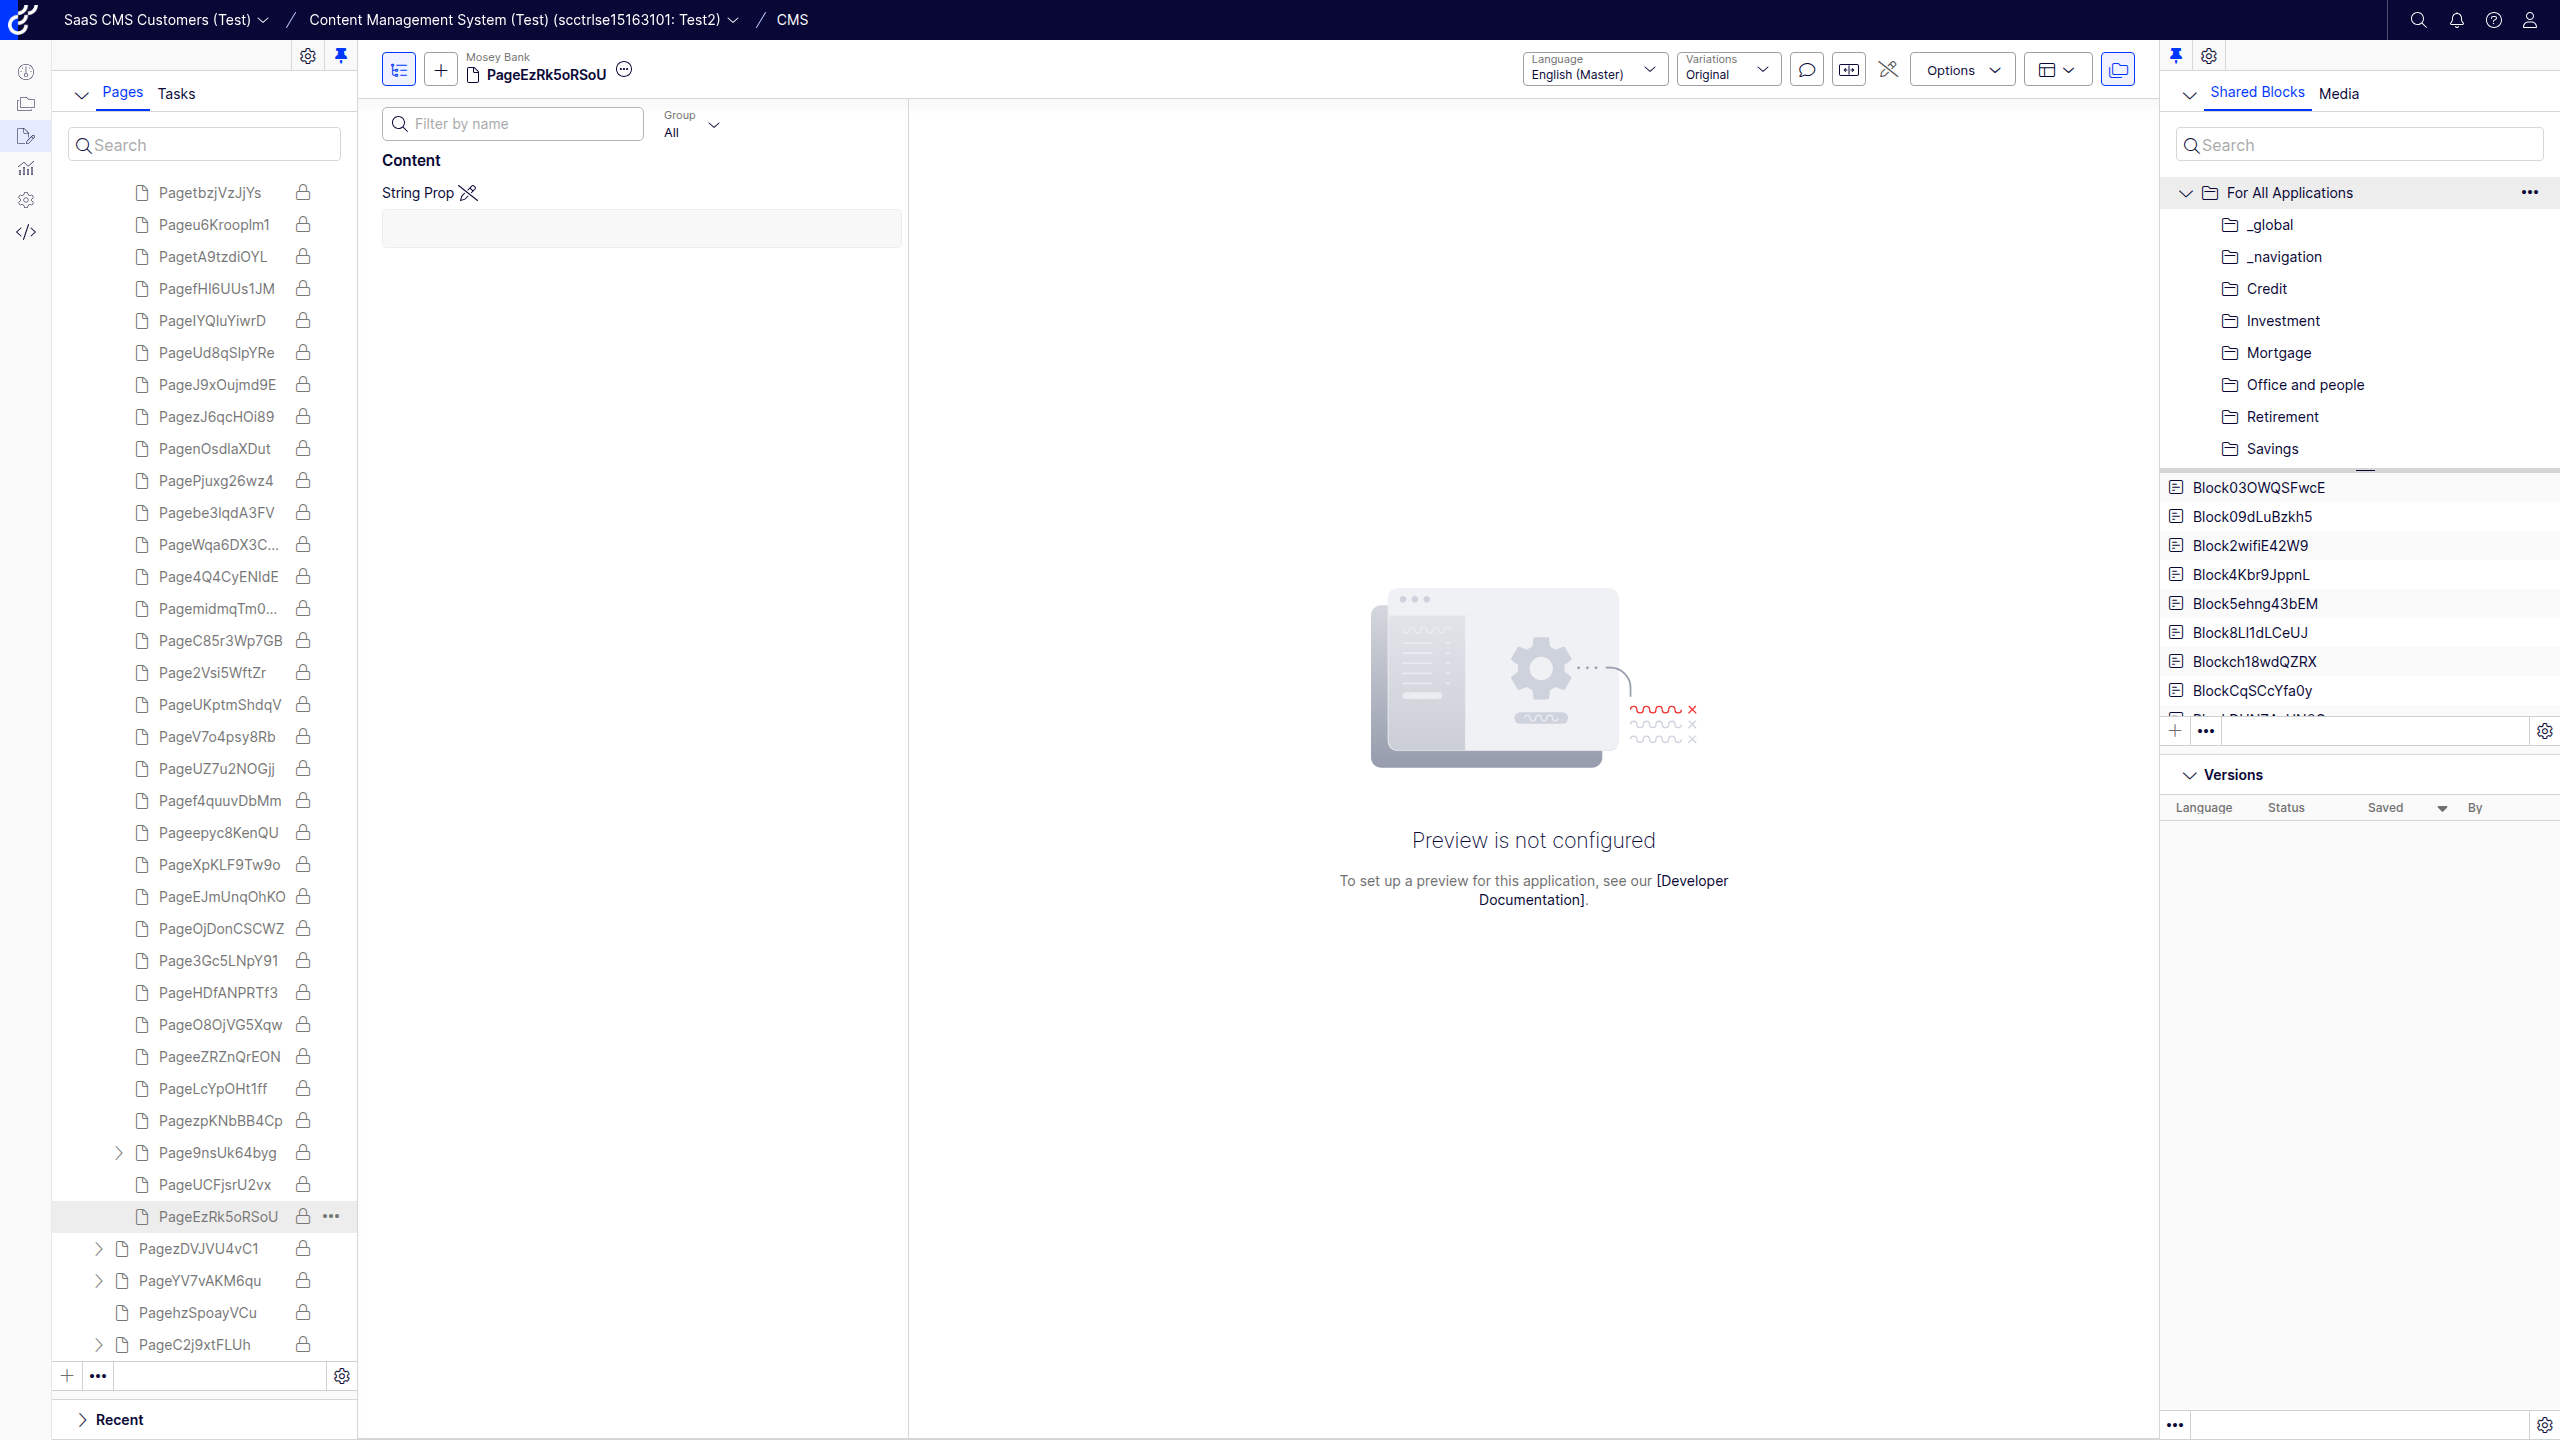 SaaS CMS Customers (Test) / Content Management System (Test) (scctrlse15163101: Test2) / CMS
Pages Tasks
Search
PagetbzjVzJjYs
Pageu6Krooplm1
PagetA9tzdiOYL
PagefHI6UUs1JM
PageIYQluYiwrD
PageUd8qSlpYRe
PageJ9xOujmd9E
PagezJ6qcHOi89
PagenOsdlaXDut
PagePjuxg26wz4
Pagebe3lqdA3FV
PageWqa6DX3C...
Page4Q4CyENIdE
PagemidmqTm0...
PageC85r3Wp7GB
Page2Vsi5WftZr
PageUKptmShdqV
PageV7o4psy8Rb
PageUZ7u2NOGjj
Pagef4quuvDbMm
Pageepyc8KenQU
PageXpKLF9Tw9o
PageEJmUnqOhKO
PageOjDonCSCWZ
Page3Gc5LNpY91
PageHDfANPRTf3
PageO8OjVG5Xqw
PageeZRZnQrEON
PageLcYpOHt1ff
PagezpKNbBB4Cp
Page9nsUk64byg
PageUCFjsrU2vx
PageEzRk5oRSoU
PagezDVJVU4vC1
PageYV7vAKM6qu
PagehzSpoayVCu
PageC2j9xtFLUh
Recent
Mosey Bank
PageEzRk5oRSoU
Language
English (Master)
Variations
Original
Options
Filter by name
Group
All
Content
String Prop
Preview is not configured
To set up a preview for this application, see our [Developer
Documentation].
Shared Blocks Media
Search
For All Applications
_global
_navigation
Credit
Investment
Mortgage
Office and people
Retirement
Savings
Block03OWQSFwcE
Block09dLuBzkh5
Block2wifiE42W9
Block4Kbr9JppnL
Block5ehng43bEM
Block8LI1dLCeUJ
Blockch18wdQZRX
BlockCqSCcYfa0y
Versions
Language Status Saved By